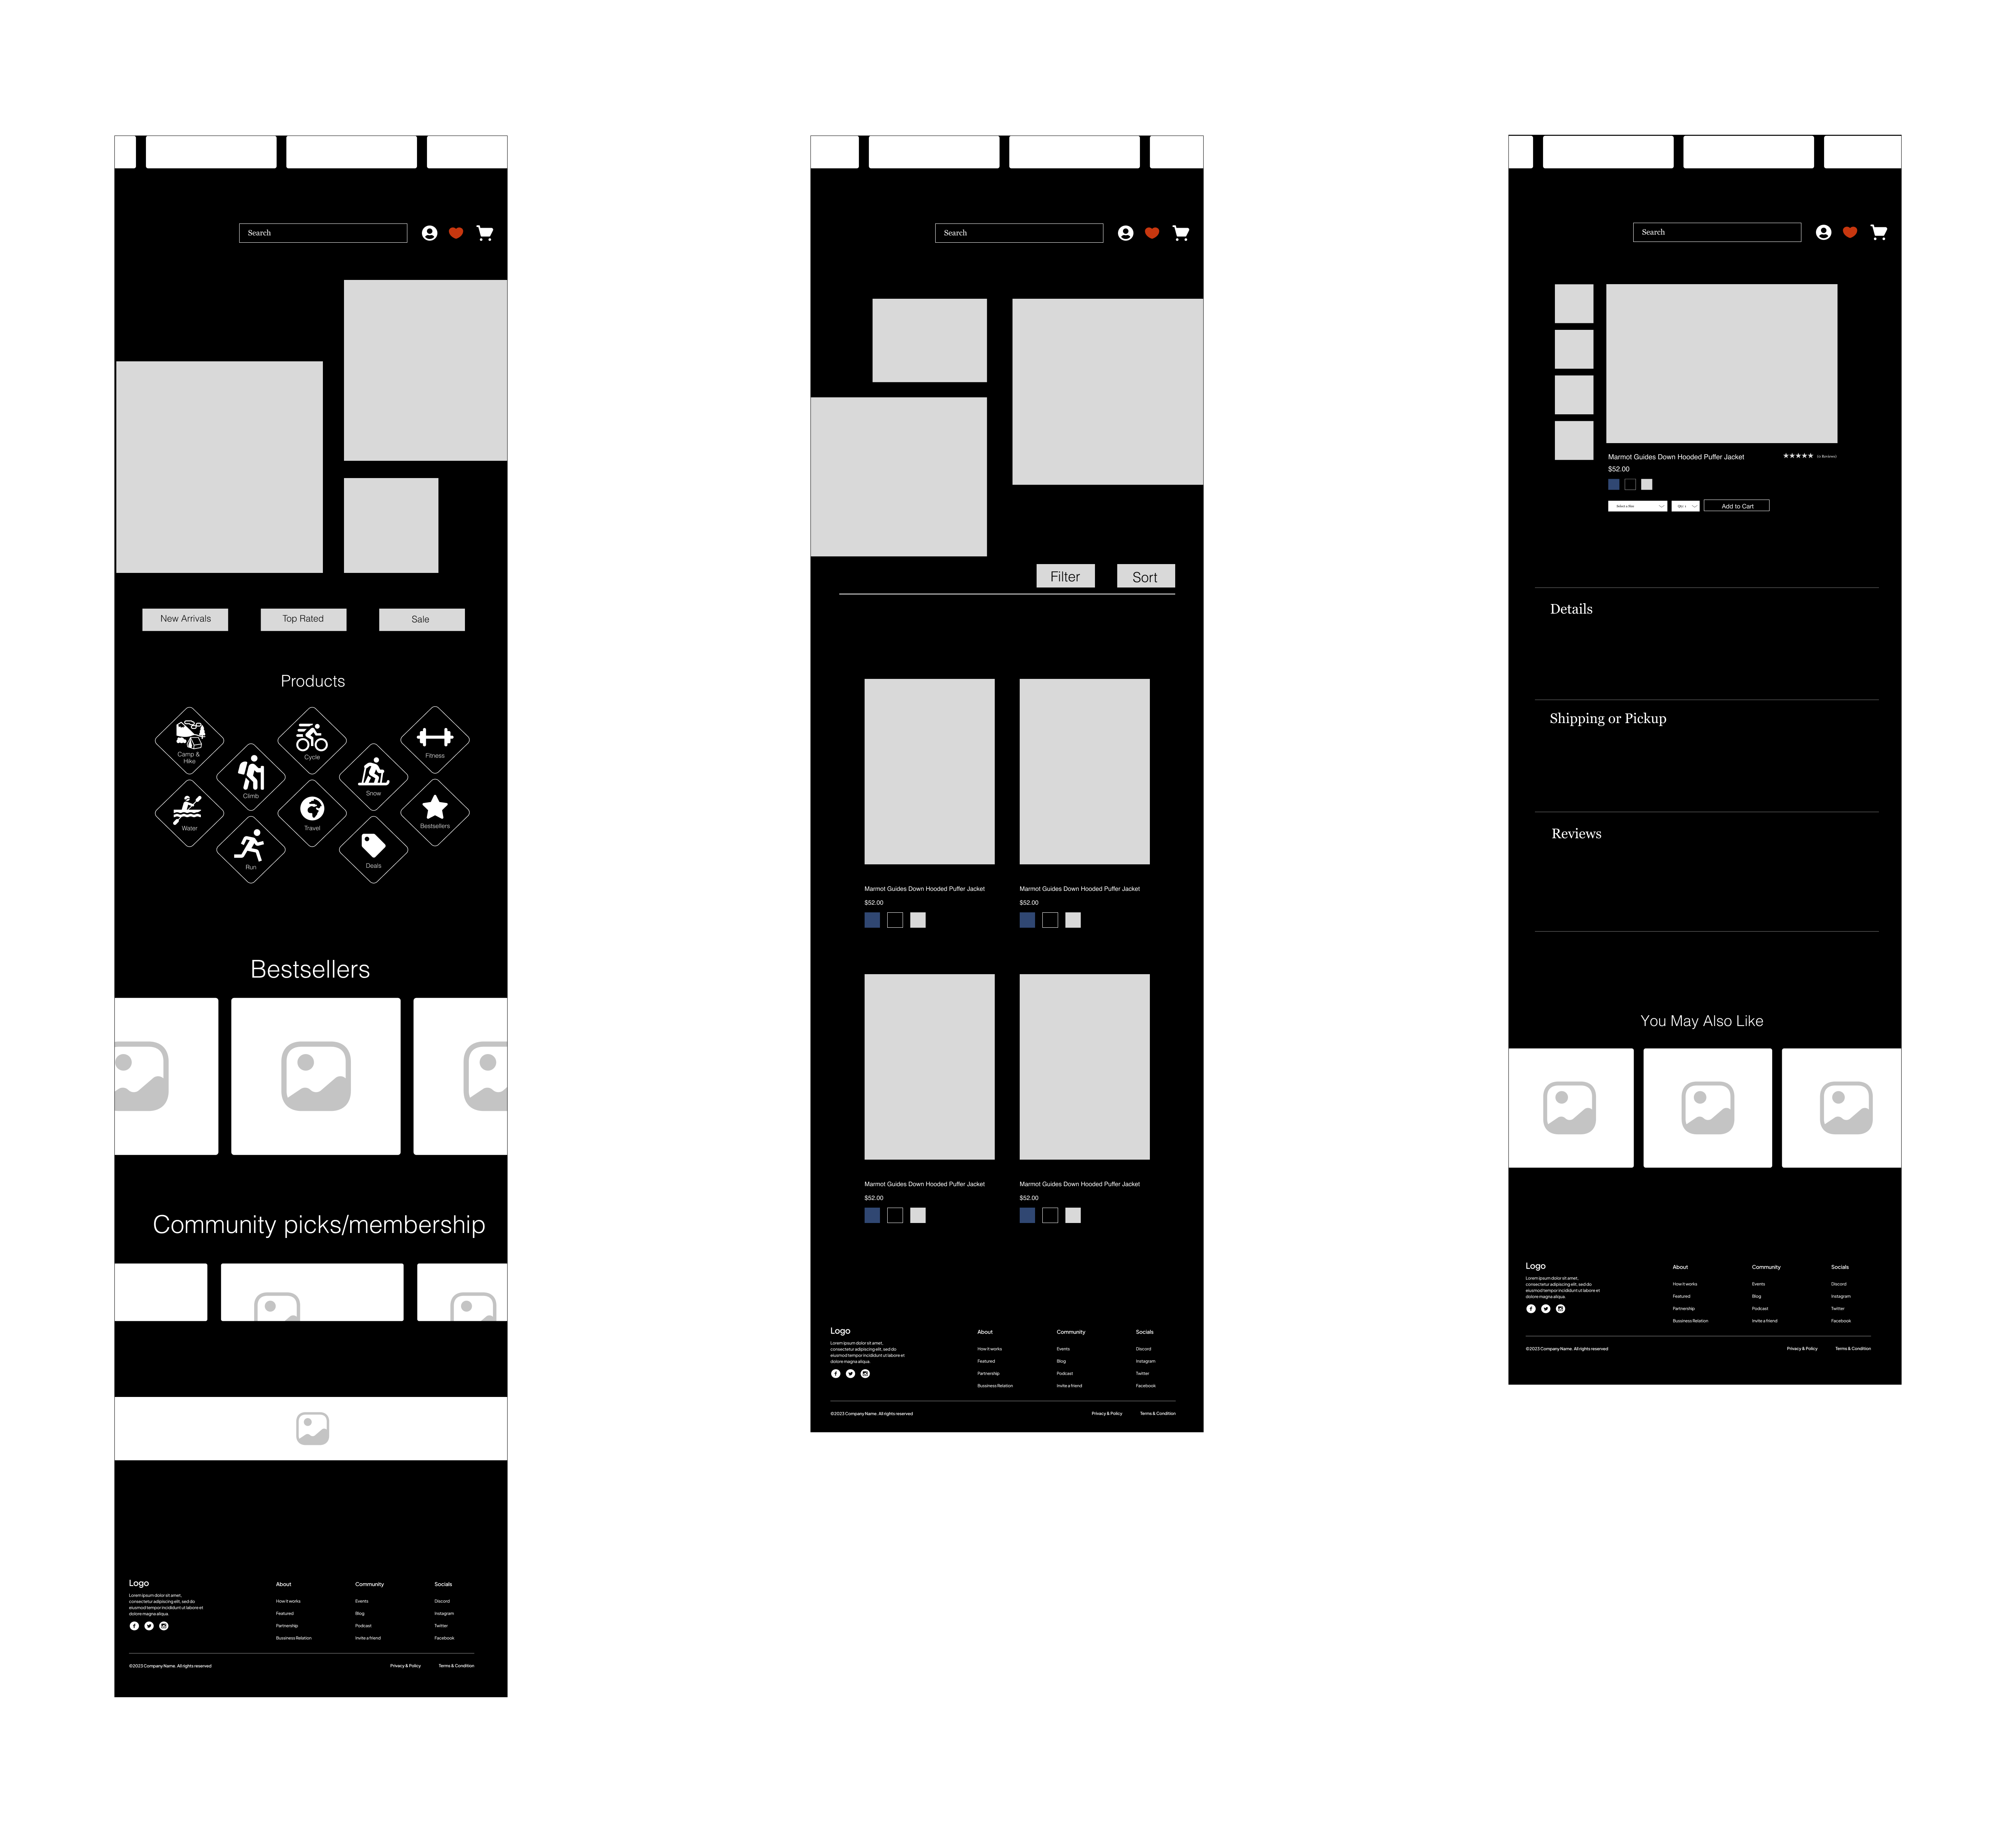 Search
New Arrivals
Top Rated
Sale
Products
Camp &
Hike
Cycle
Fitness
Climb
Snow
Water
Travel
Bestsellers
Run
Deals
Bestsellers
Community picks/membership
Logo
Lorem ipsum dolor sit amet,
consectetur adipiscing elit, sed do
eiusmod tempor incididunt ut labore et
dolore magna aliqua.
About
How it works
Featured
Partnership
Bussiness Relation
Community
Events
Blog
Podcast
Invite a friend
Socials
Discord
Instagram
Twitter
Facebook
©2023 Company Name. All rights reserved
Privacy & Policy
Terms & Condition
Search
Filter
Sort
Marmot Guides Down Hooded Puffer Jacket
$52.00
Marmot Guides Down Hooded Puffer Jacket
$52.00
Marmot Guides Down Hooded Puffer Jacket
$52.00
Marmot Guides Down Hooded Puffer Jacket
$52.00
Logo
Lorem ipsum dolor sit amet,
consectetur adipiscing elit, sed do
eiusmod tempor incididunt ut labore et
dolore magna aliqua.
About
How it works
Featured
Partnership
Bussiness Relation
Community
Events
Blog
Podcast
Invite a friend
Socials
Discord
Instagram
Twitter
Facebook
©2023 Company Name. All rights reserved
Privacy & Policy
Terms & Condition
Search
Marmot Guides Down Hooded Puffer Jacket
$52.00
Add to Cart
Details
Shipping or Pickup
Reviews
You May Also Like
Logo
Lorem ipsum dolor sit amet,
consectetur adipiscing elit, sed do
eiusmod tempor incididunt ut labore et
dolore magna aliqua.
About
How it works
Featured
Partnership
Bussiness Relation
Community
Events
Blog
Podcast
Invite a friend
Socials
Discord
Instagram
Twitter
Facebook
©2023 Company Name. All rights reserved
Privacy & Policy
Terms & Condition